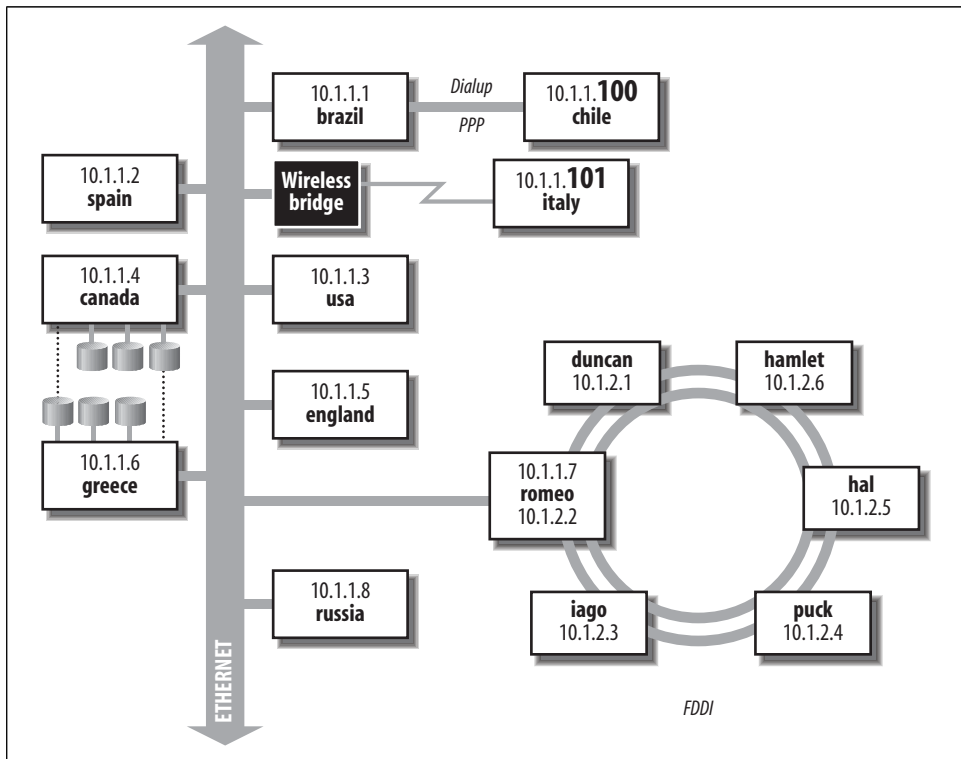 10.1.1.1
brazil
Dialup
PPP
10.1.1.100
chile
10.1.1.2
spain
Wireless
bridge
10.1.1.101
italy
10.1.1.4
canada
10.1.1.3
usa
10.1.1.5
england
10.1.1.6
greece
duncan
10.1.2.1
hamlet
10.1.2.6
10.1.1.7
romeo
10.1.2.2
hal
10.1.2.5
10.1.1.8
russia
iago
10.1.2.3
puck
10.1.2.4
ETHERNET
FDDI